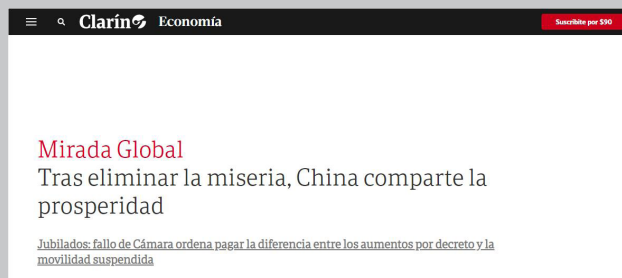 Clarín Economía Suscribite por $90
Mirada Global
Tras eliminar la miseria, China comparte la
prosperidad
Jubilados: fallo de Cámara ordena pagar la diferencia entre los aumentos por decreto y la
movilidad suspendida